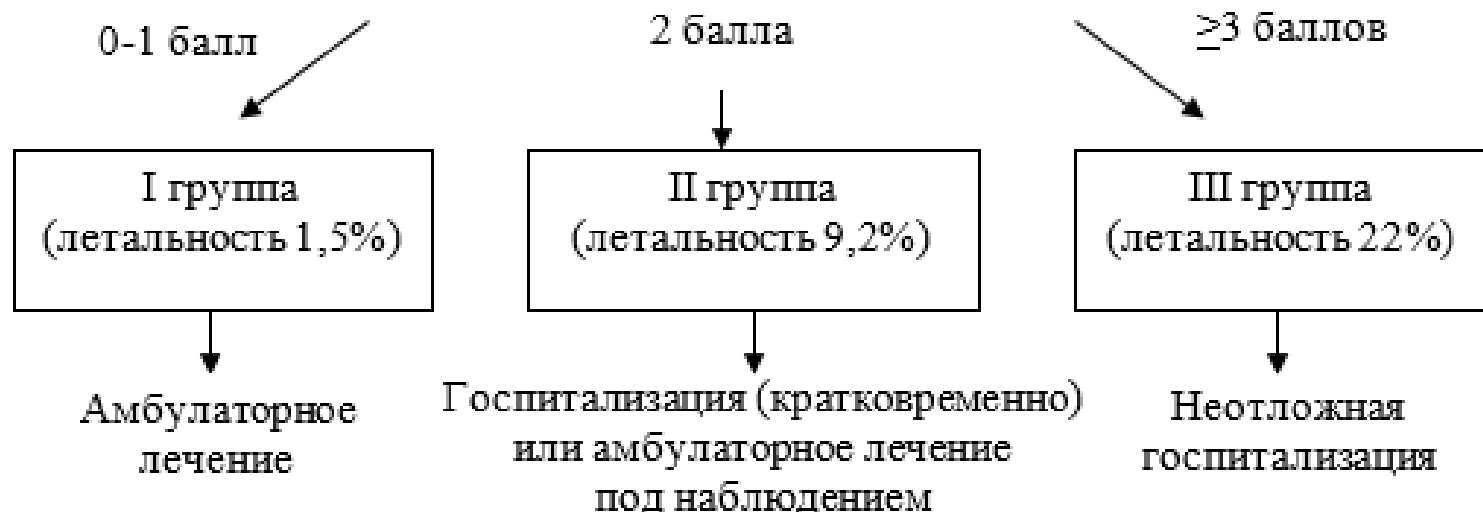 0-1 балл
2 балла
≥3 баллов
I группа
(летальность 1,5%)
II группа
(летальность 9,2%)
III группа
(летальность 22%)
Амбулаторное
лечение
Госпитализация (кратковременно)
или амбулаторное лечение
под наблюдением
Неотложная
госпитализация